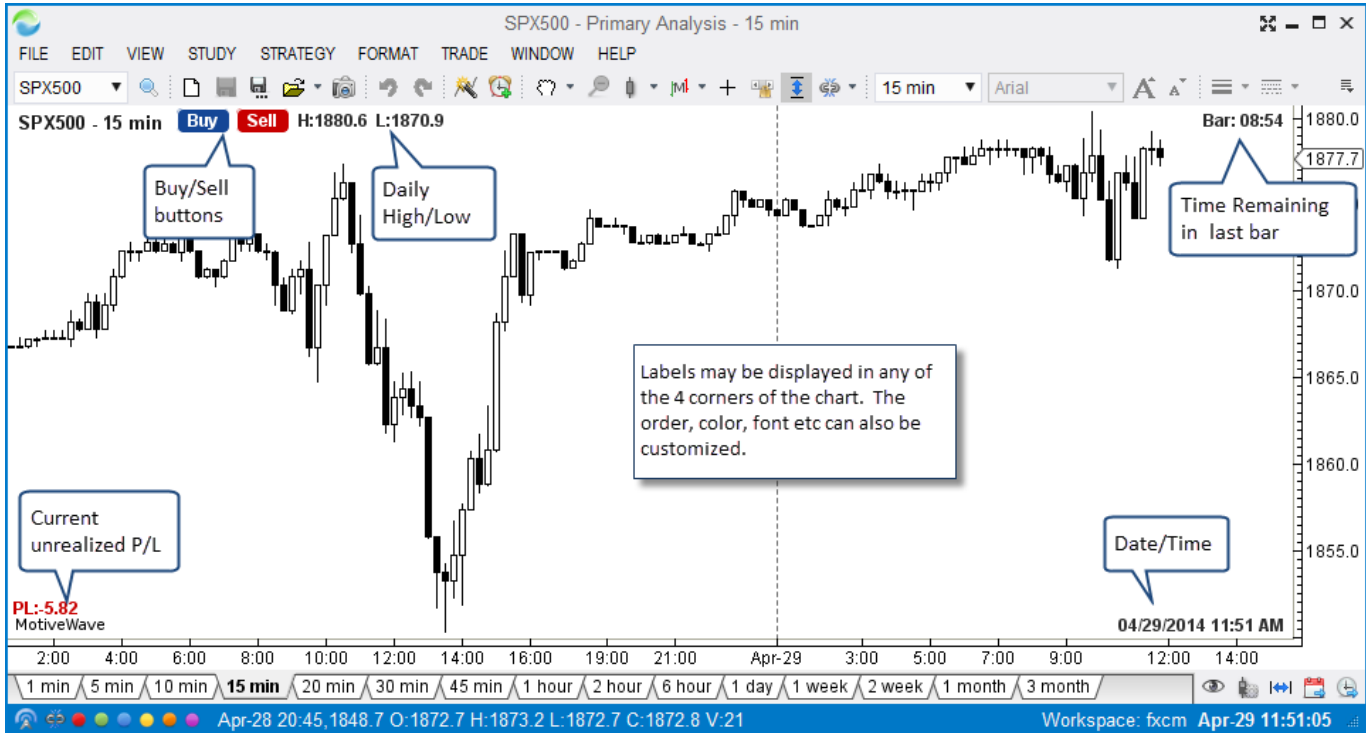 SPX500 - Primary Analysis - 15 min
FILE EDIT VIEW STUDY STRATEGY FORMAT TRADE WINDOW HELP
SPX500 15 min Arial
SPX500 - 15 min Buy Sell H:1880.6 L:1870.9 Bar: 08:54
1880.0
1877.7
Buy/Sell
buttons
Daily
High/Low
Time Remaining
in last bar
1870.0
Labels may be displayed in any of
the 4 corners of the chart. The
order, color, font etc can also be
customized.
1865.0
1860.0
Current
unrealized P/L
Date/Time
1855.0
PL:-5.82
MotiveWave
04/29/2014 11:51 AM
2:00 4:00 6:00 8:00 10:00 12:00 14:00 16:00 19:00 21:00 Apr-29 3:00 5:00 7:00 9:00 12:00 14:00
1 min 5 min 10 min 15 min 20 min 30 min 45 min 1 hour 2 hour 6 hour 1 day 1 week 2 week 1 month 3 month
Apr-28 20:45,1848.7 O:1872.7 H:1873.2 L:1872.7 C:1872.8 V:21 Workspace: fxcm Apr-29 11:51:05